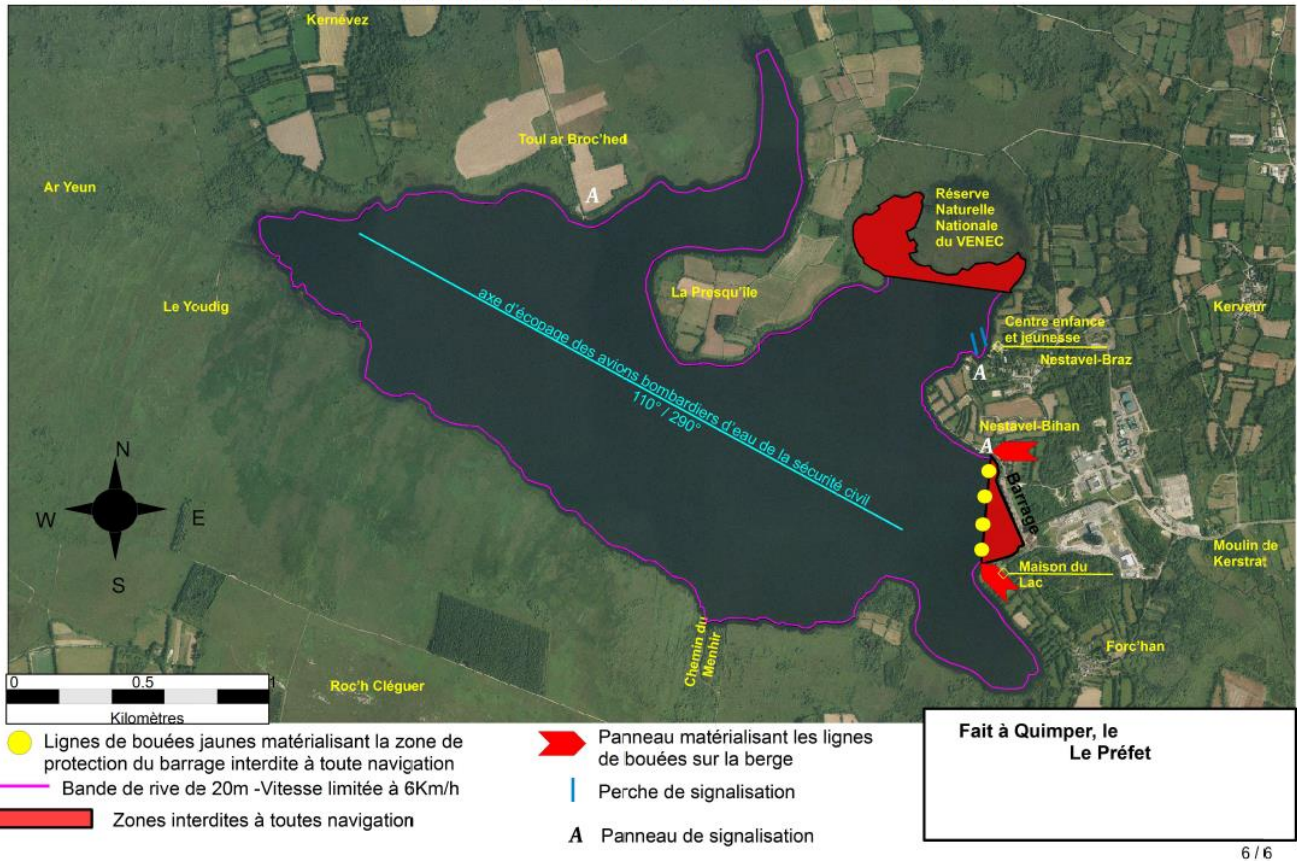 Kernévez
Toul ar Broc'hed
A
Ar Yeun
Réserve
Naturelle
Nationale
du VENEC
Le Youdig
La Presqu'île
Kerveur
axe d'écopage des avions bombardiers d'eau de la sécurité civil
110° / 290°
Centre enfance
et jeunesse
Nestavel-Braz
A
Nestavel-Bihan
A
Barrage
N
W
E
S
Moulin de
Kerstrat
Maison du
Lac
Chemin du
Menhir
Forc'han
Roc'h Cléguer
0 0.5 1
Kilomètres
Lignes de bouées jaunes matérialisant la zone de
protection du barrage interdite à toute navigation
Bande de rive de 20m -Vitesse limitée à 6Km/h
Zones interdites à toutes navigation
Panneau matérialisant les lignes
de bouées sur la berge
Perche de signalisation
A Panneau de signalisation
Fait à Quimper, le
Le Préfet
6 / 6